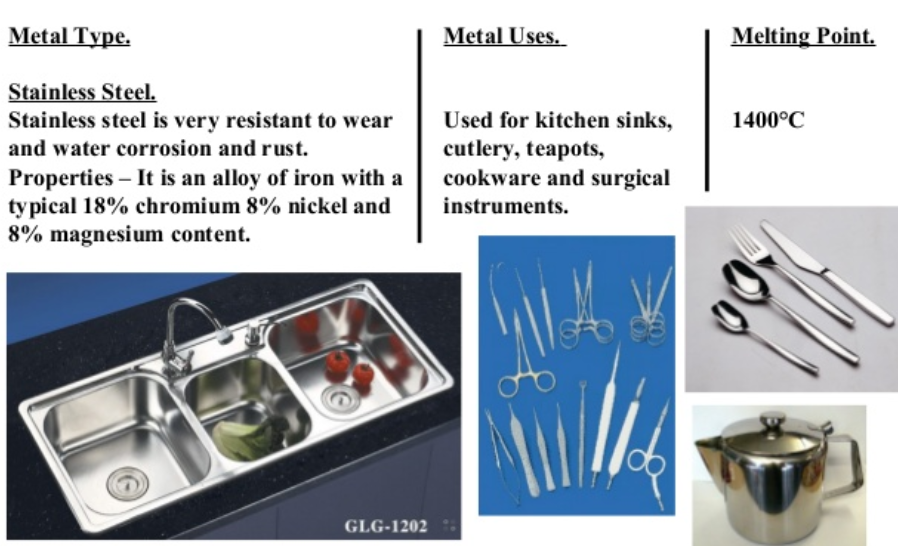 Metal Type.
Metal Uses.
Melting Point.
Stainless Steel.
Stainless steel is very resistant to wear
and water corrosion and rust.
Properties – It is an alloy of iron with a
typical 18% chromium 8% nickel and
8% magnesium content.
Used for kitchen sinks,
cutlery, teapots,
cookware and surgical
instruments.
1400°C
GLG-1202